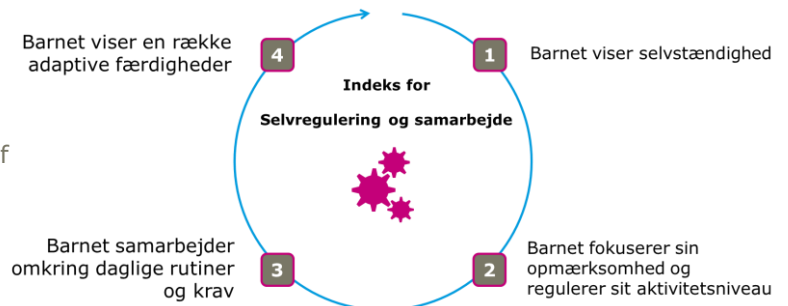 Indeks for
Selvregulering og samarbejde
1
Barnet viser selvstændighed
2
Barnet fokuserer sin
opmærksomhed og
regulerer sit aktivitetsniveau
3
Barnet samarbejder
omkring daglige rutiner
og krav
4
Barnet viser en række
adaptive færdigheder
f